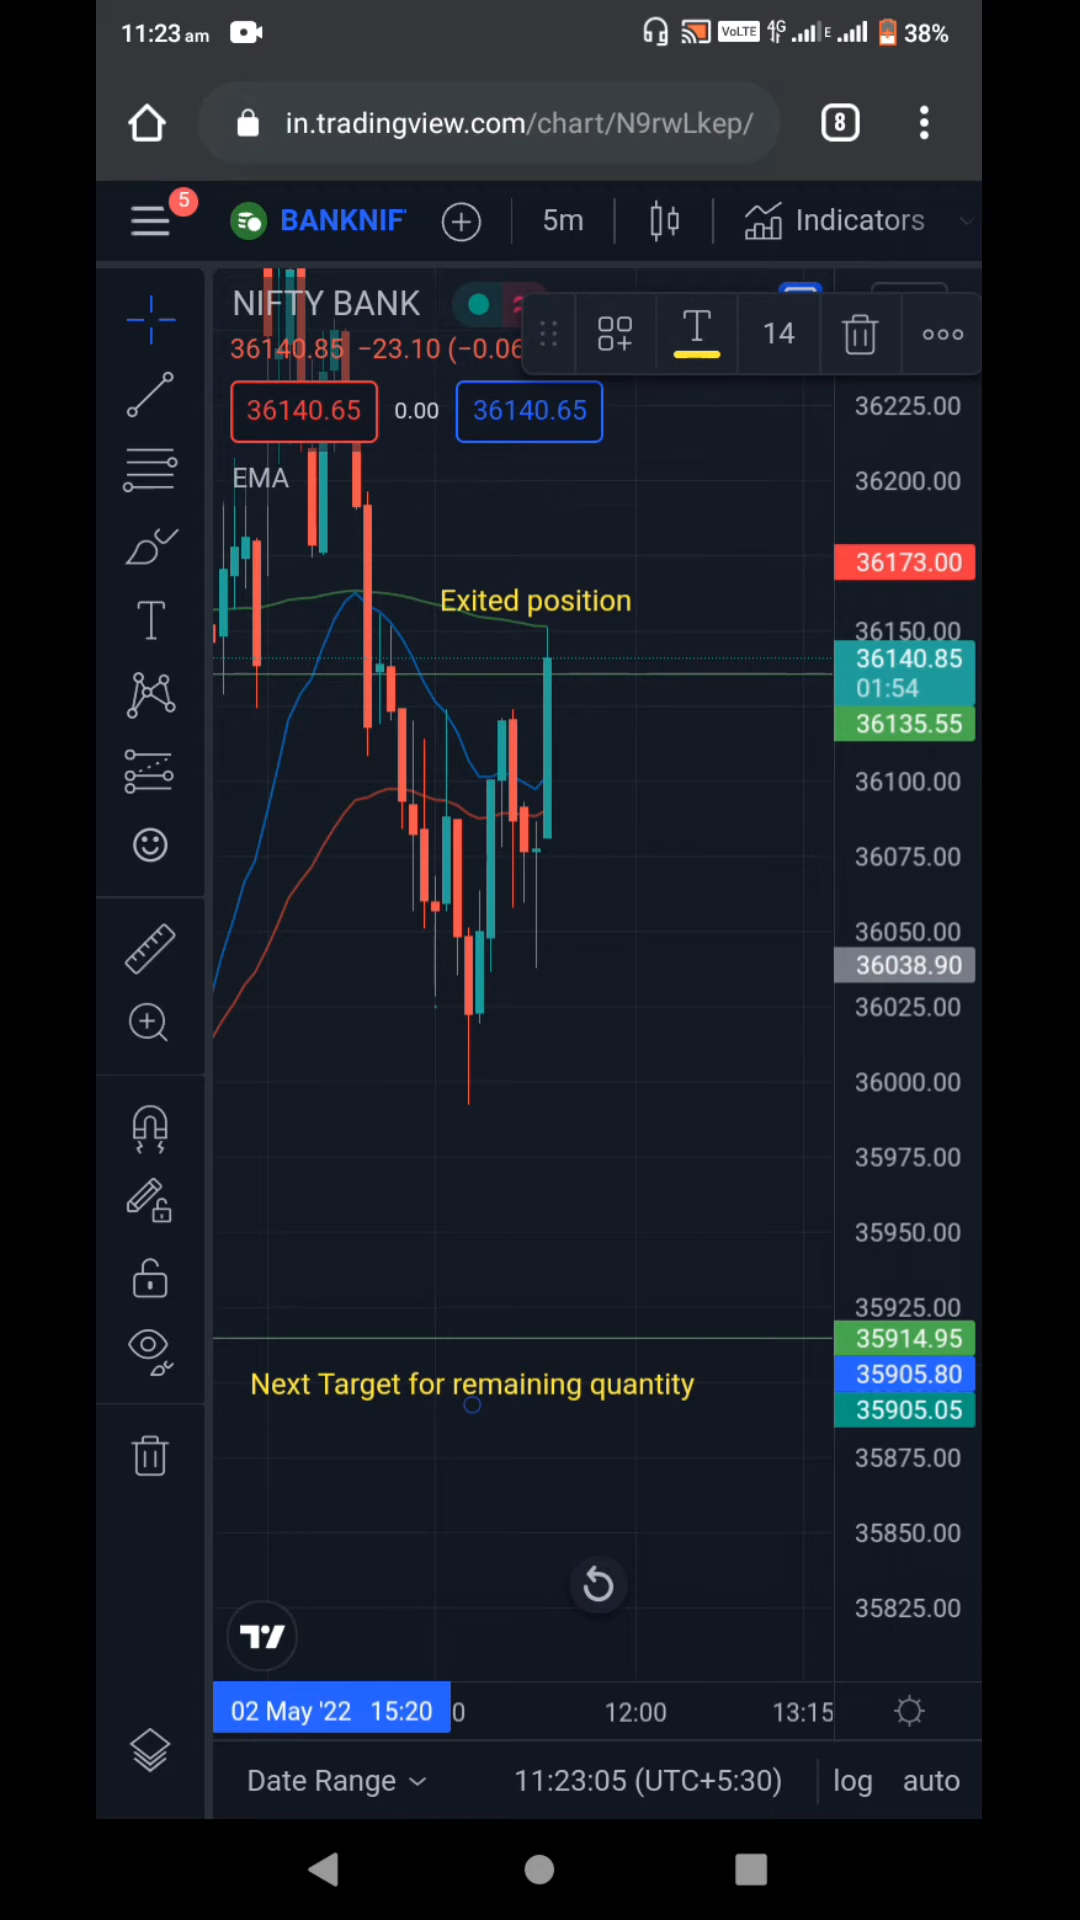 11:23 am VoLTE 4G E 38%
in.tradingview.com/chart/N9rwLkep/ 8
5 BANKNIF 5m Indicators
NIFTY BANK
T 14
36140.85 −23.10 (−0.06
36140.65 0.00 36140.65
36225.00
EMA
36200.00
36173.00
Exited position
36150.00
36140.85
01:54
36135.55
36100.00
36075.00
36050.00
36038.90
36025.00
36000.00
35975.00
35950.00
35925.00
35914.95
Next Target for remaining quantity
35905.80
35905.05
35875.00
35850.00
35825.00
02 May '22 15:20 0 12:00 13:15
Date Range 11:23:05 (UTC+5:30) log auto